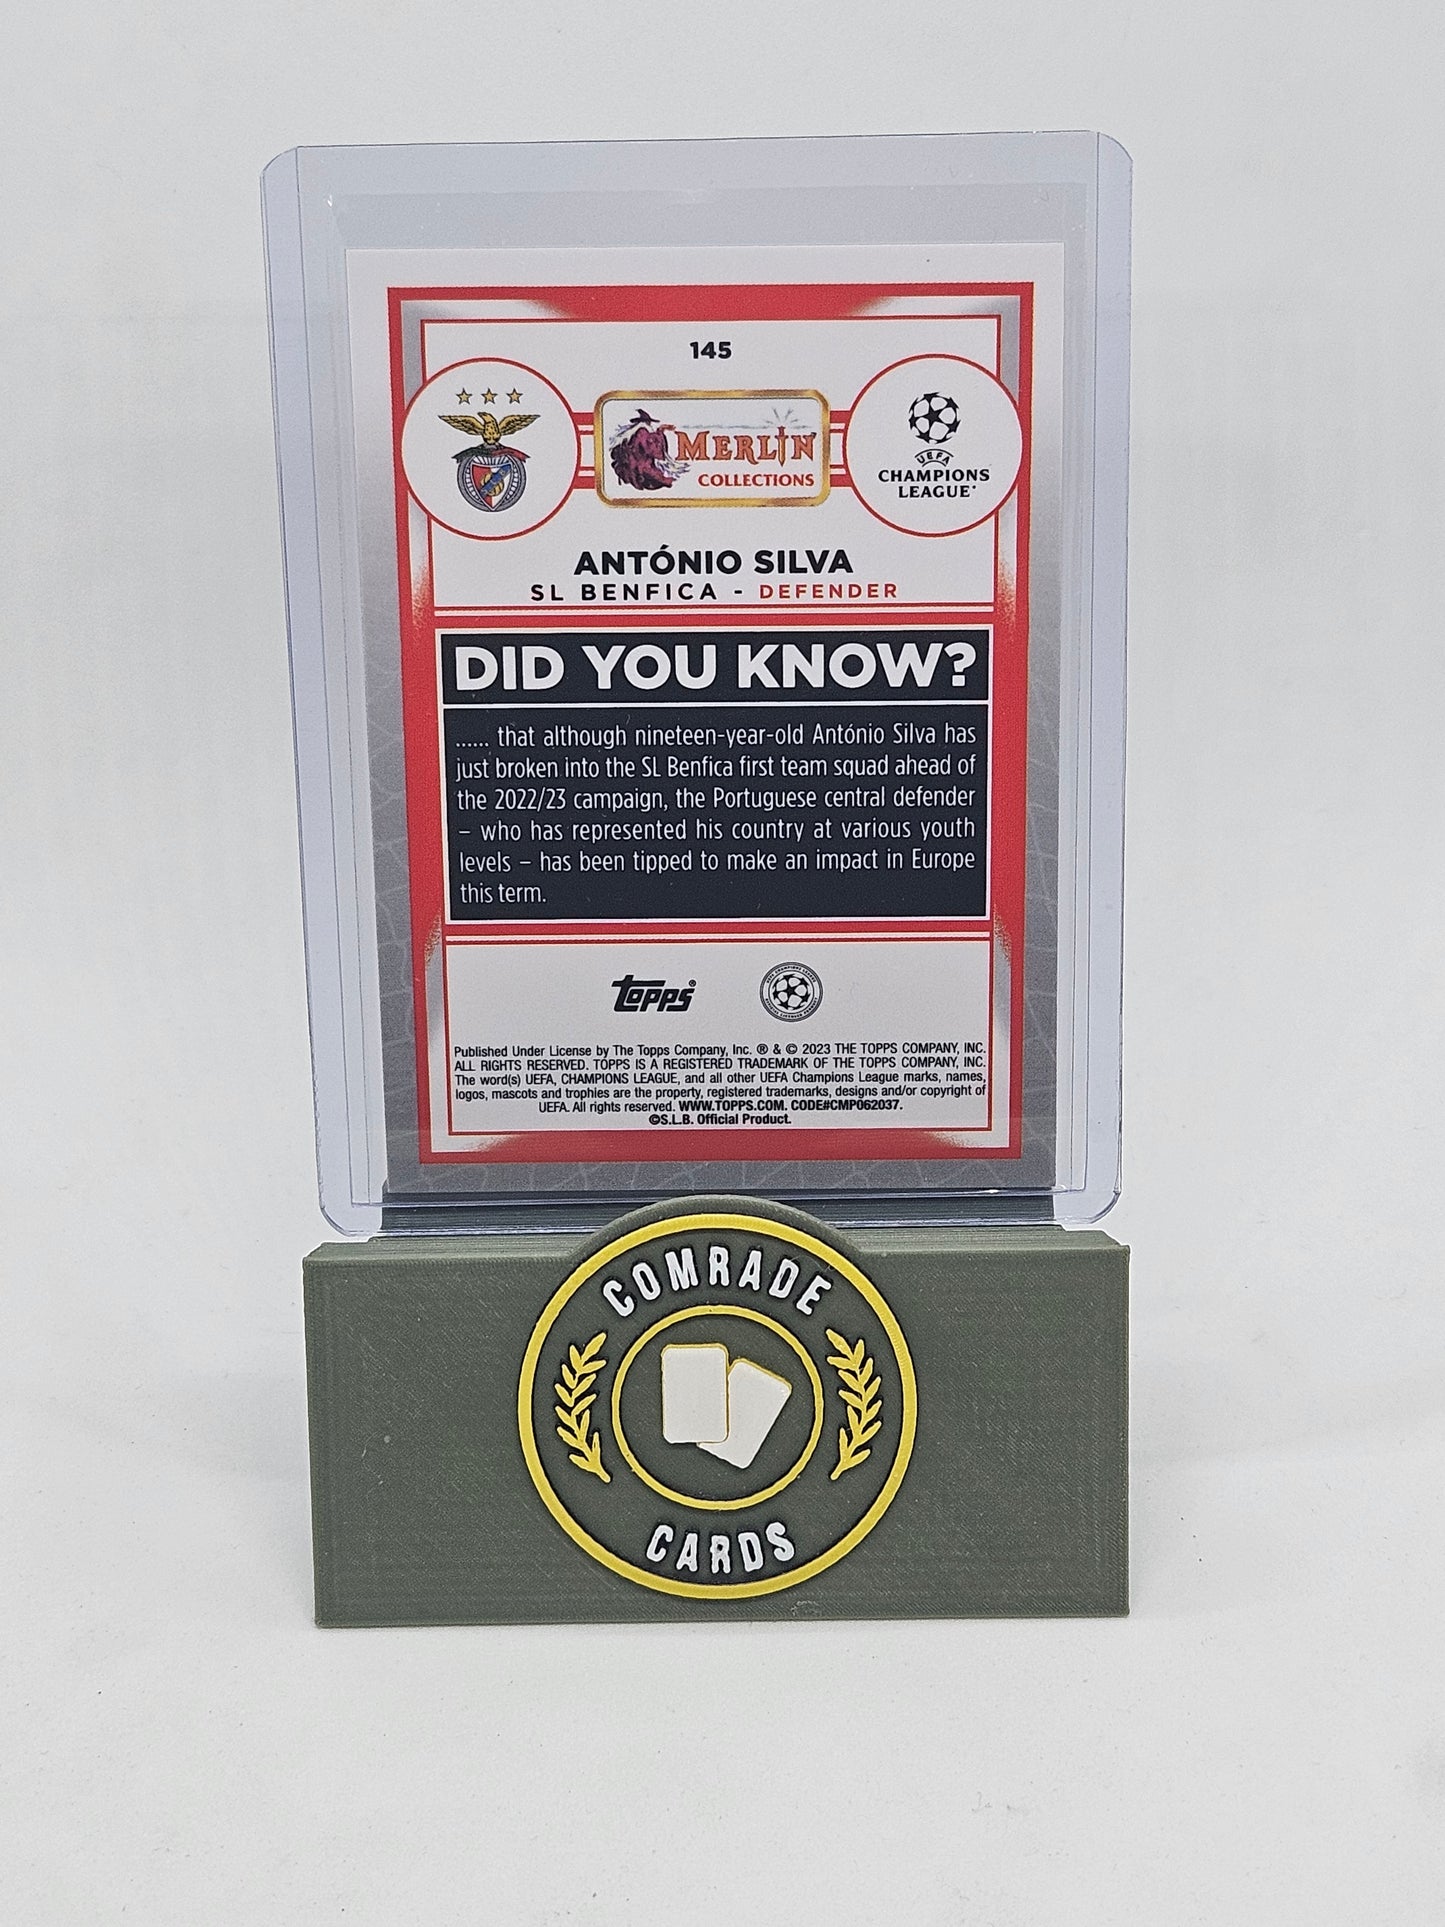 145
MERLIN
COLLECTIONS
UEFA
CHAMPIONS
LEAGUE
ANTÓNIO SILVA
SL BENFICA - DEFENDER
DID YOU KNOW?
...... that although nineteen-year-old António Silva has
just broken into the SL Benfica first team squad ahead of
the 2022/23 campaign, the Portuguese central defender
– who has represented his country at various youth
levels – has been tipped to make an impact in Europe
this term.
topps®
Published Under License by The Topps Company, Inc. ® & © 2023 THE TOPPS COMPANY, INC.
ALL RIGHTS RESERVED. TOPPS IS A REGISTERED TRADEMARK OF THE TOPPS COMPANY, INC.
The word(s) UEFA, CHAMPIONS LEAGUE, and all other UEFA Champions League marks, names,
logos, mascots and trophies are the property, registered trademarks, designs and/or copyright of
UEFA. All rights reserved. WWW.TOPPS.COM. CODE#CMP062037.
©S.L.B. Official Product.
COMRADE
CARDS